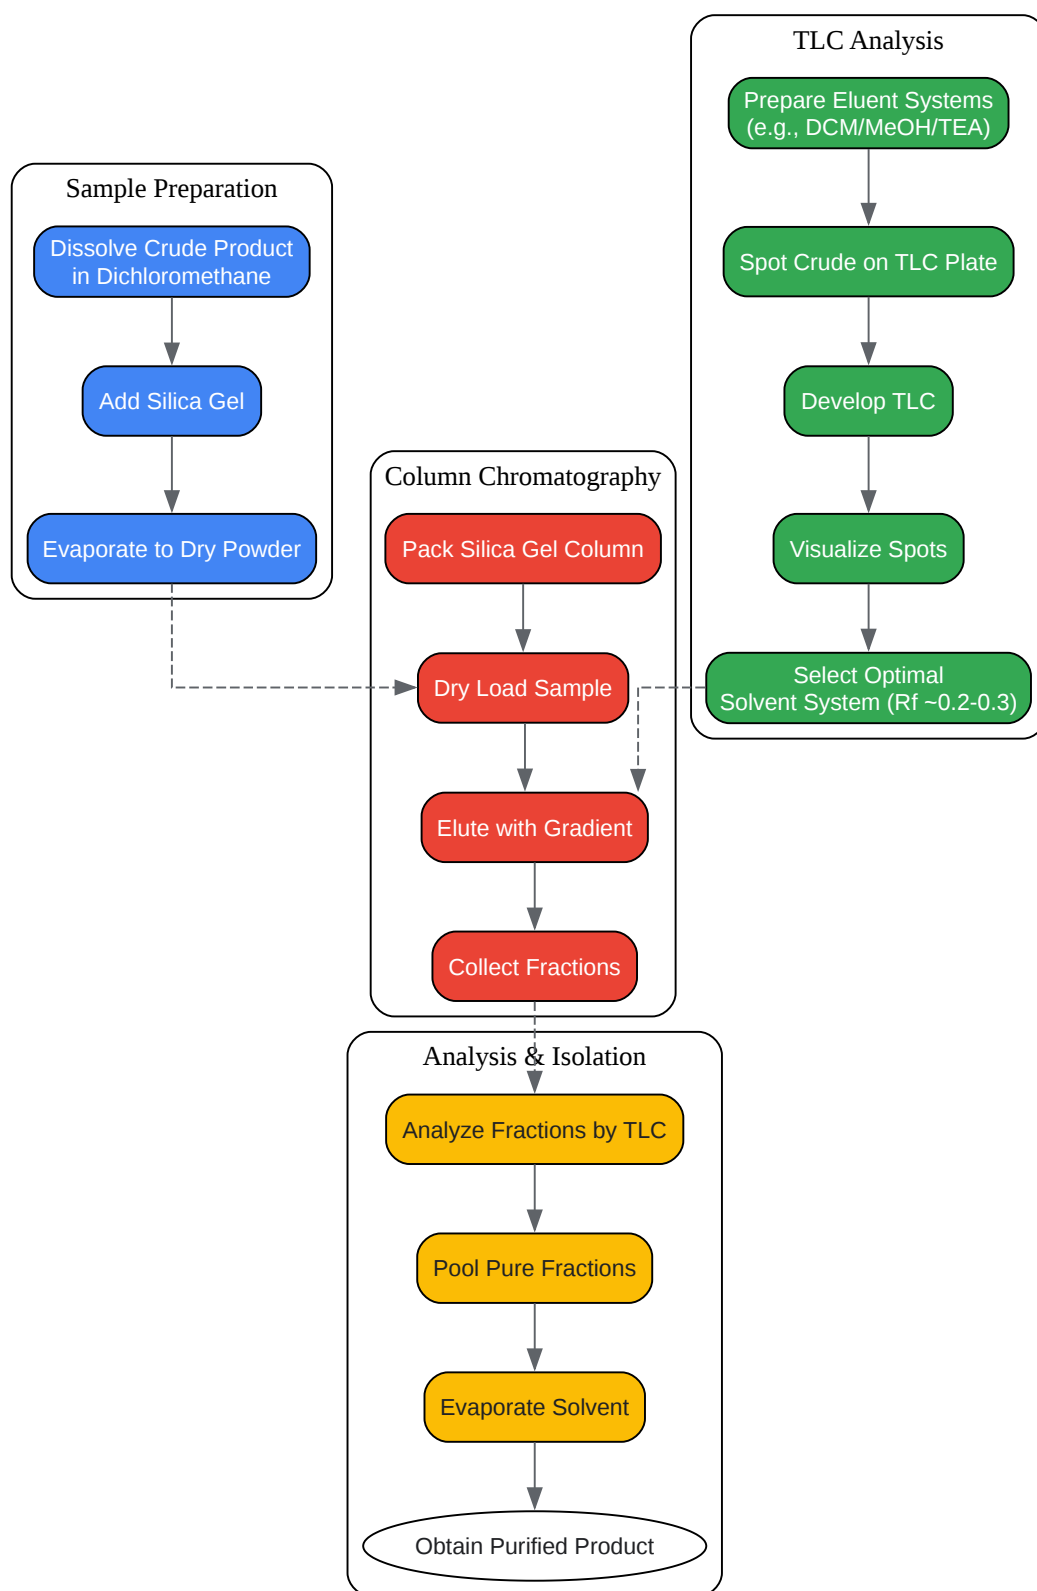 TLC Analysis
Prepare Eluent Systems
(e.g., DCM/MeOH/TEA)
Spot Crude on TLC Plate
Develop TLC
Visualize Spots
Select Optimal
Solvent System (Rf ~0.2-0.3)
Sample Preparation
Dissolve Crude Product
in Dichloromethane
Add Silica Gel
Evaporate to Dry Powder
Column Chromatography
Pack Silica Gel Column
Dry Load Sample
Elute with Gradient
Collect Fractions
Analysis & Isolation
Analyze Fractions by TLC
Pool Pure Fractions
Evaporate Solvent
Obtain Purified Product